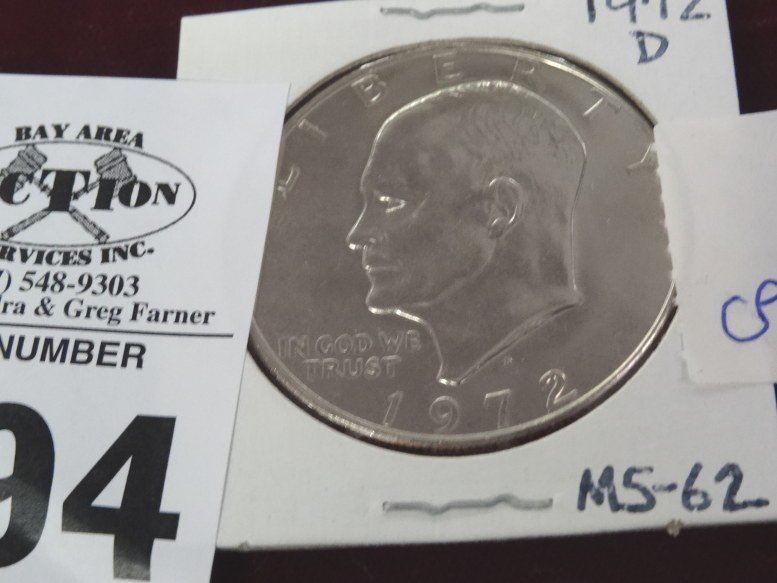 BAY AREA
CTION
RVICES INC.
) 548-9303
ra & Greg Farner
NUMBER
94
1972
D
LIBERTY
IN GOD WE
TRUST
1972
MS-62